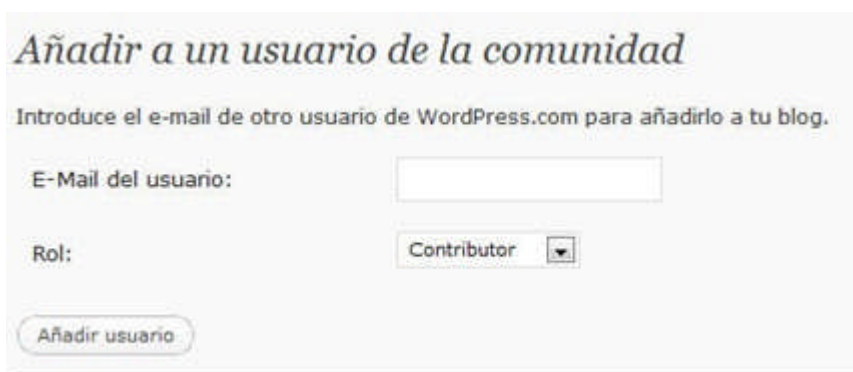 Añadir a un usuario de la comunidad
Introduce el e-mail de otro usuario de WordPress.com para añadirlo a tu blog.
E-Mail del usuario:
Rol: Contributor
Añadir usuario